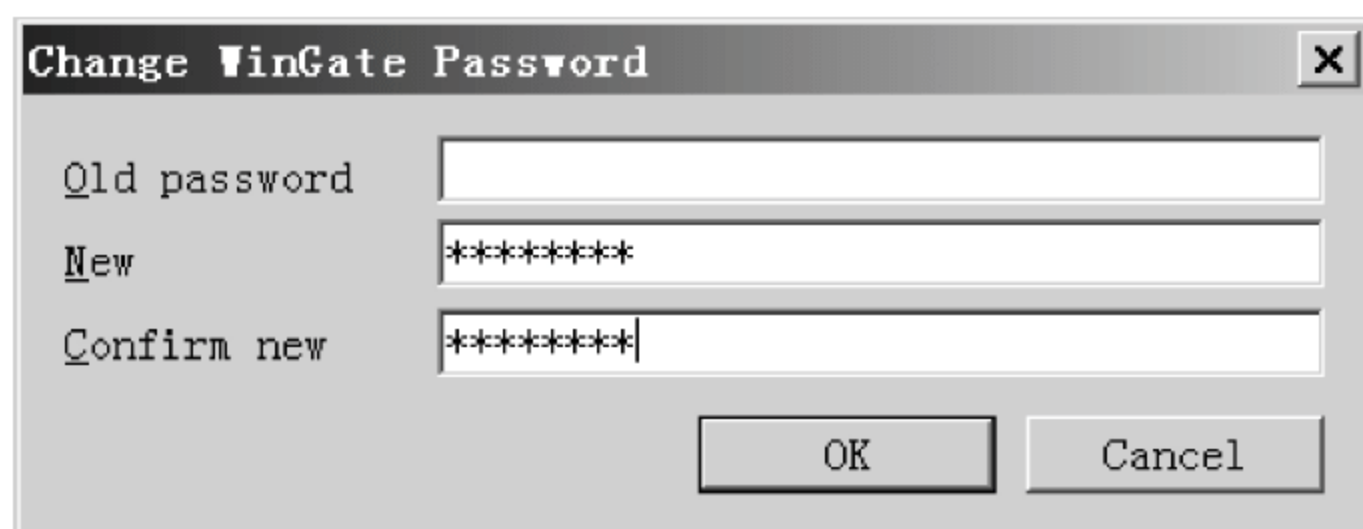 Change WinGate Password
Old password
New ********
Confirm new ********
OK Cancel